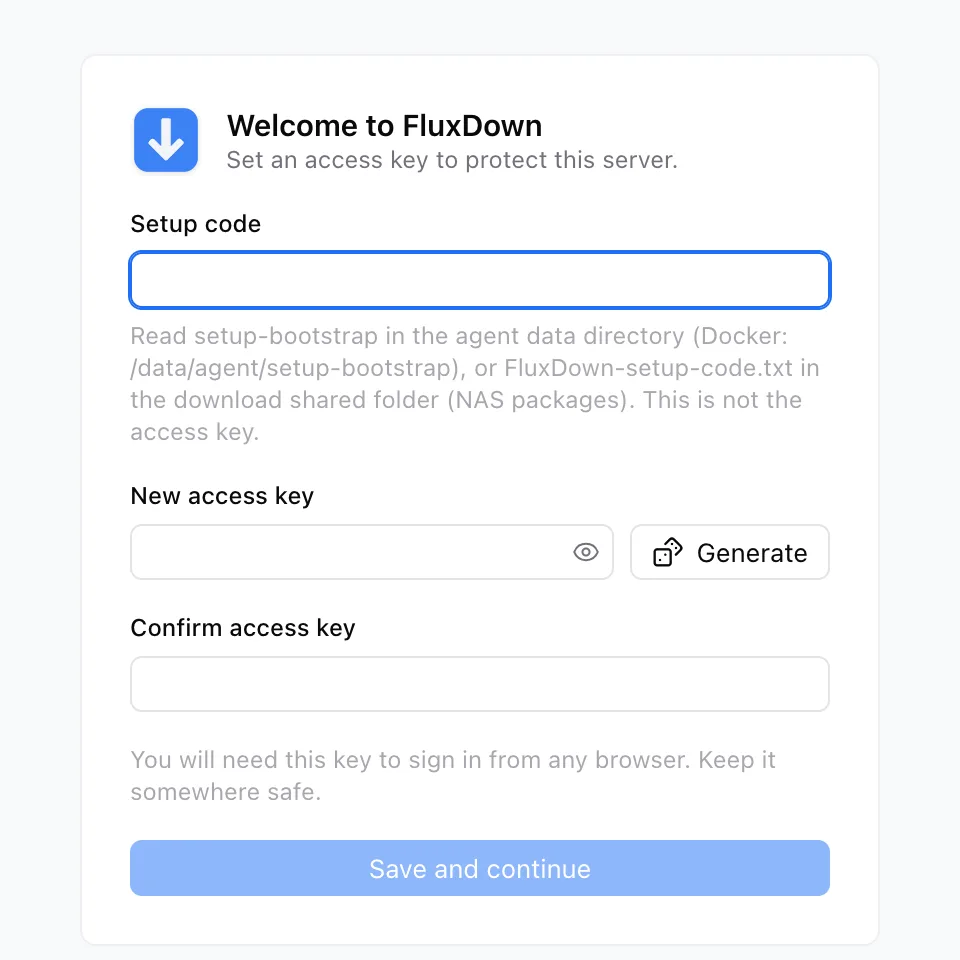 Welcome to FluxDown
Set an access key to protect this server.
Setup code
Read setup-bootstrap in the agent data directory (Docker:
/data/agent/setup-bootstrap), or FluxDown-setup-code.txt in
the download shared folder (NAS packages). This is not the
access key.
New access key
Generate
Confirm access key
You will need this key to sign in from any browser. Keep it
somewhere safe.
Save and continue